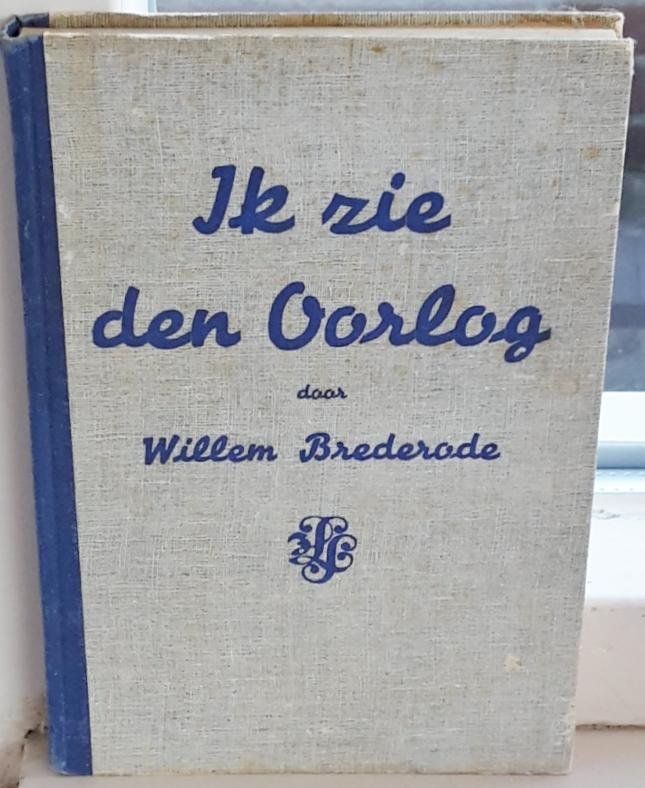 Ik zie
den Oorlog
door
Willem Brederode